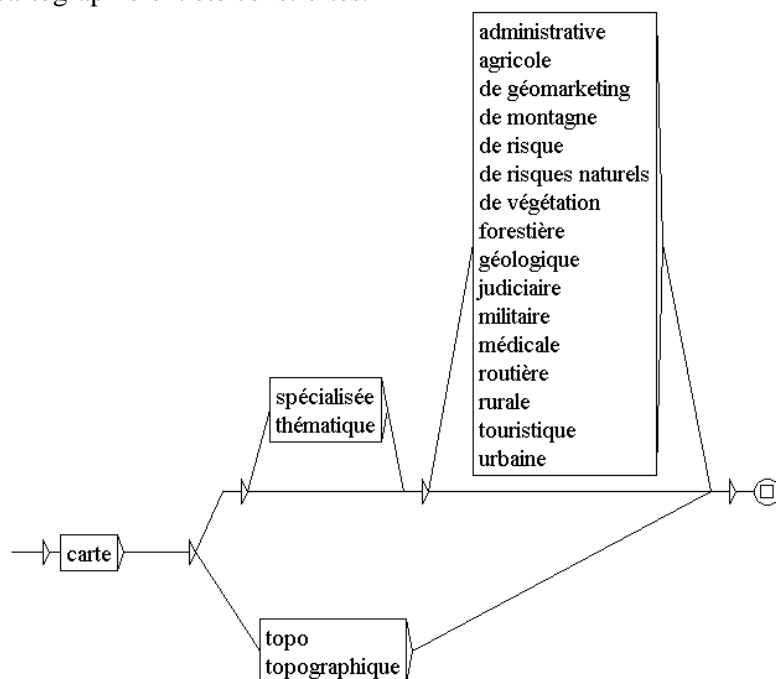 administrative
agricole
de géomarketing
de montagne
de risque
de risques naturels
de végétation
forestière
géologique
judiciaire
militaire
médicale
routière
rurale
touristique
urbaine
spécialisée
thématique
carte
topo
topographique